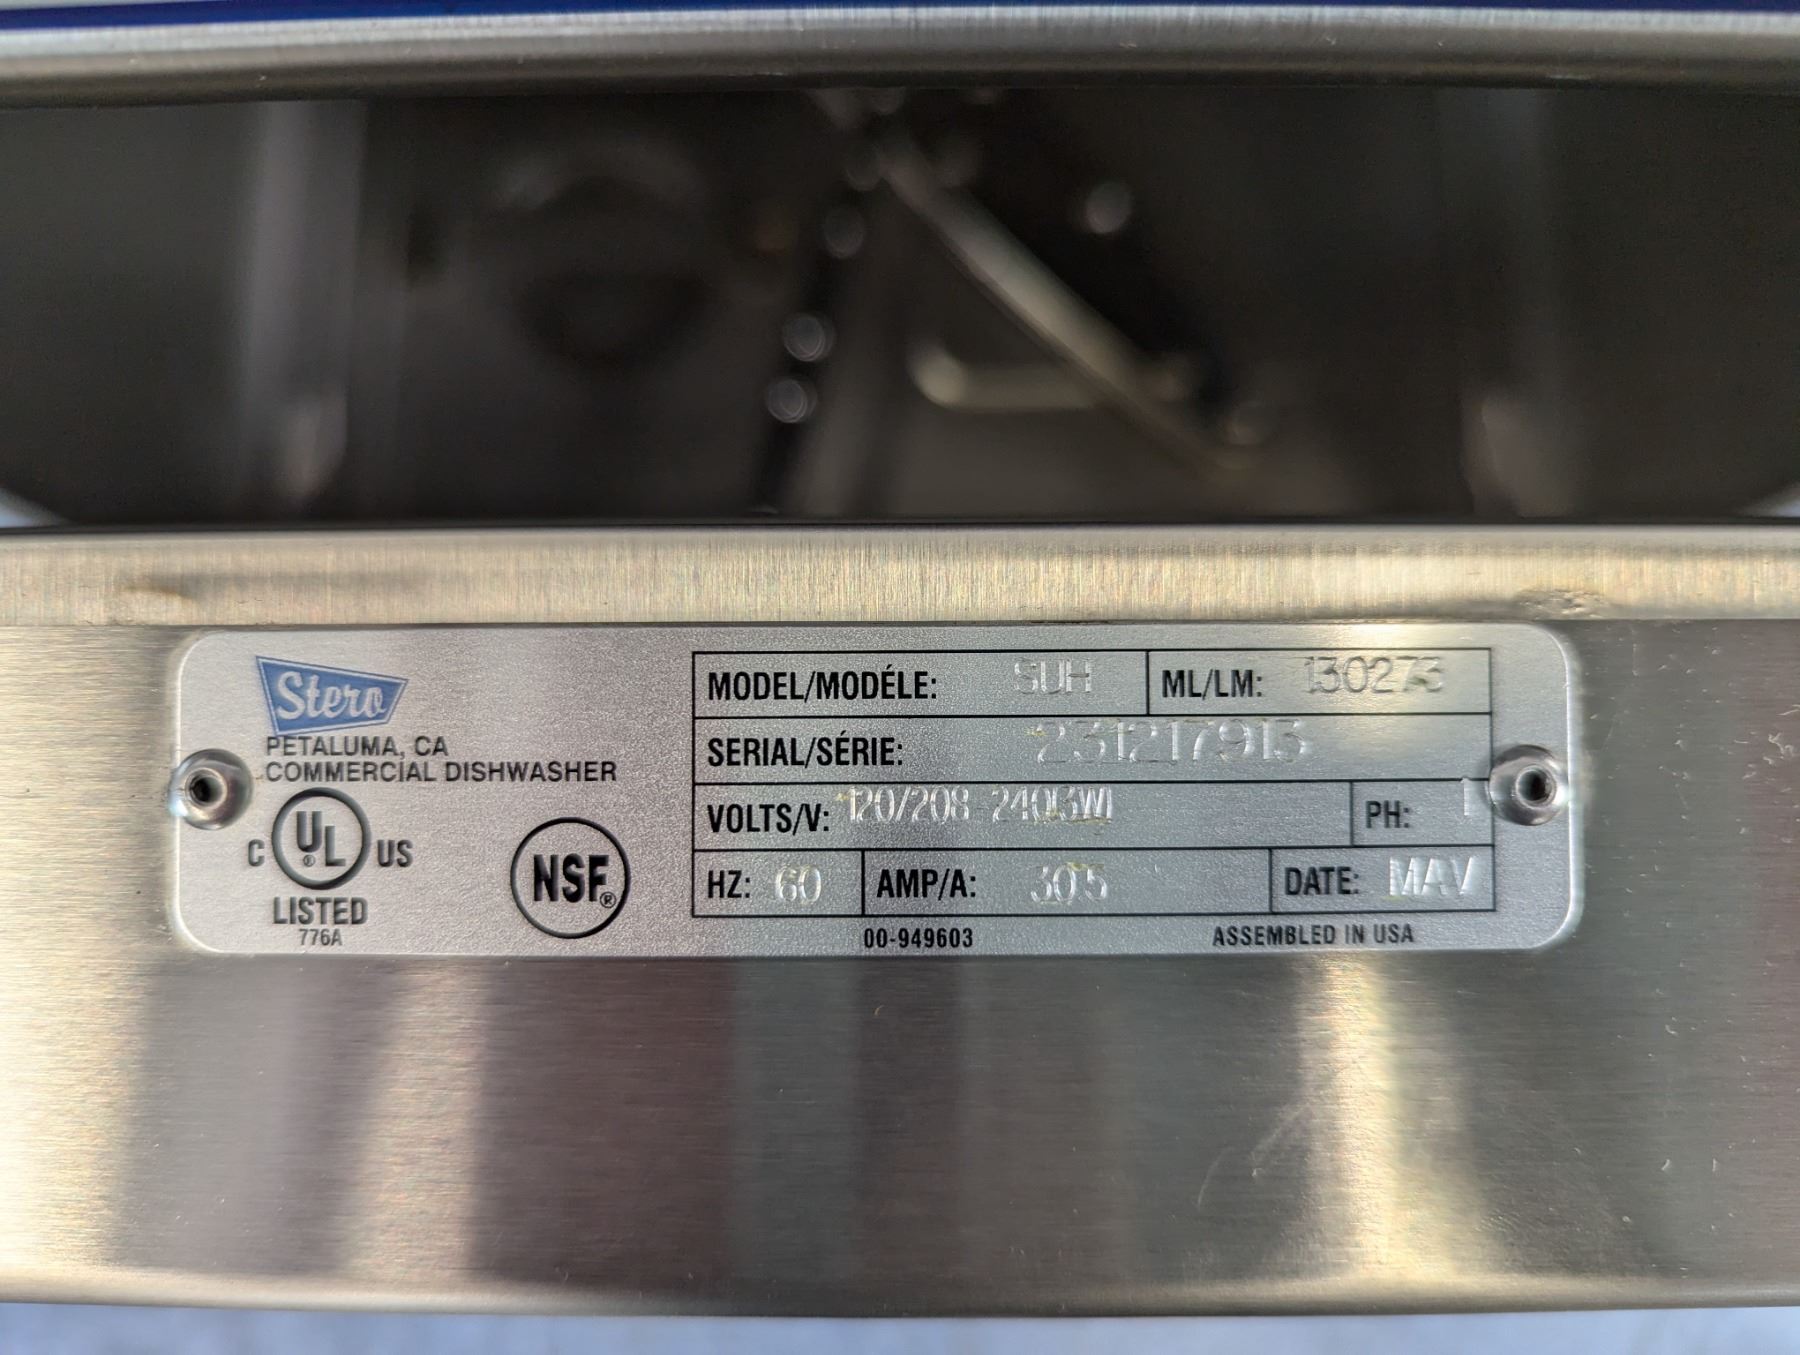 Stero
PETALUMA, CA
COMMERCIAL DISHWASHER
C UL ® US
LISTED
776A
NSF®
MODEL/MODÉLE: SUH ML/LM: 130273
SERIAL/SÉRIE: 231217913
VOLTS/V: 120/208-240(3W) PH: 1
HZ: 60 AMP/A: 30.5 DATE: MAV
00-949603 ASSEMBLED IN USA